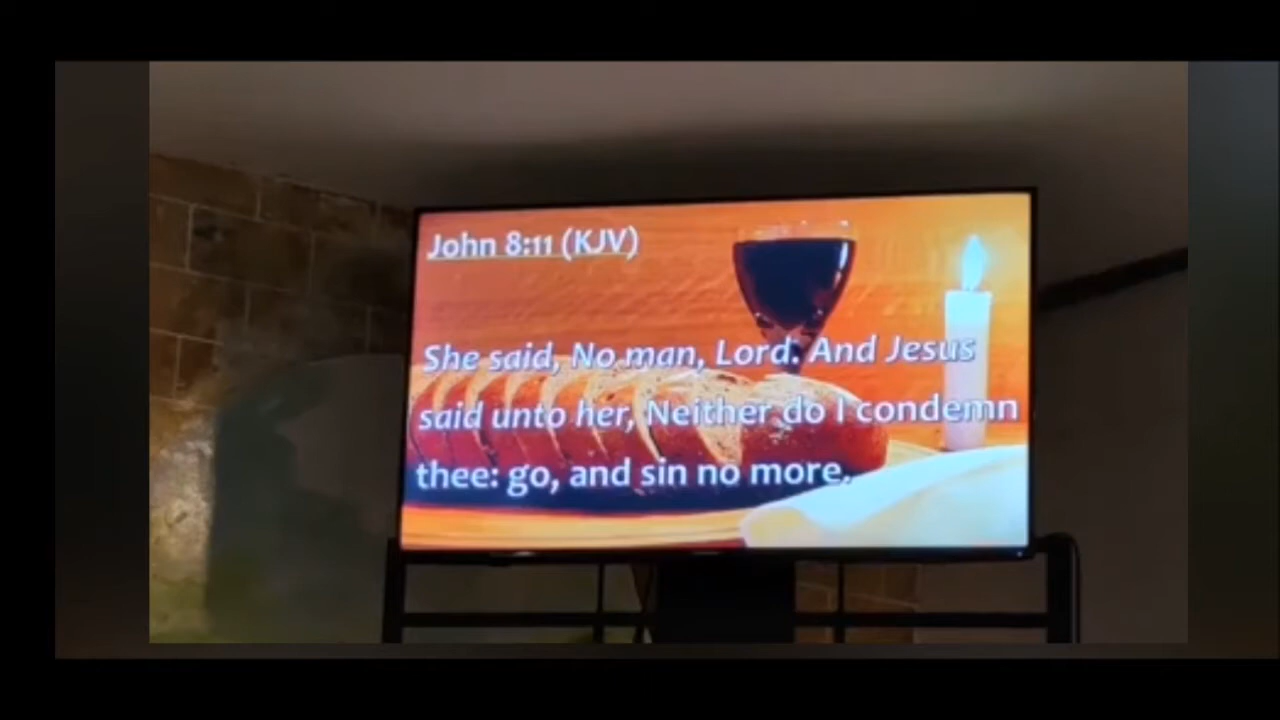 John 8:11 (KJV)
She said, No man, Lord. And Jesus
said unto her, Neither do I condemn
thee: go, and sin no more.